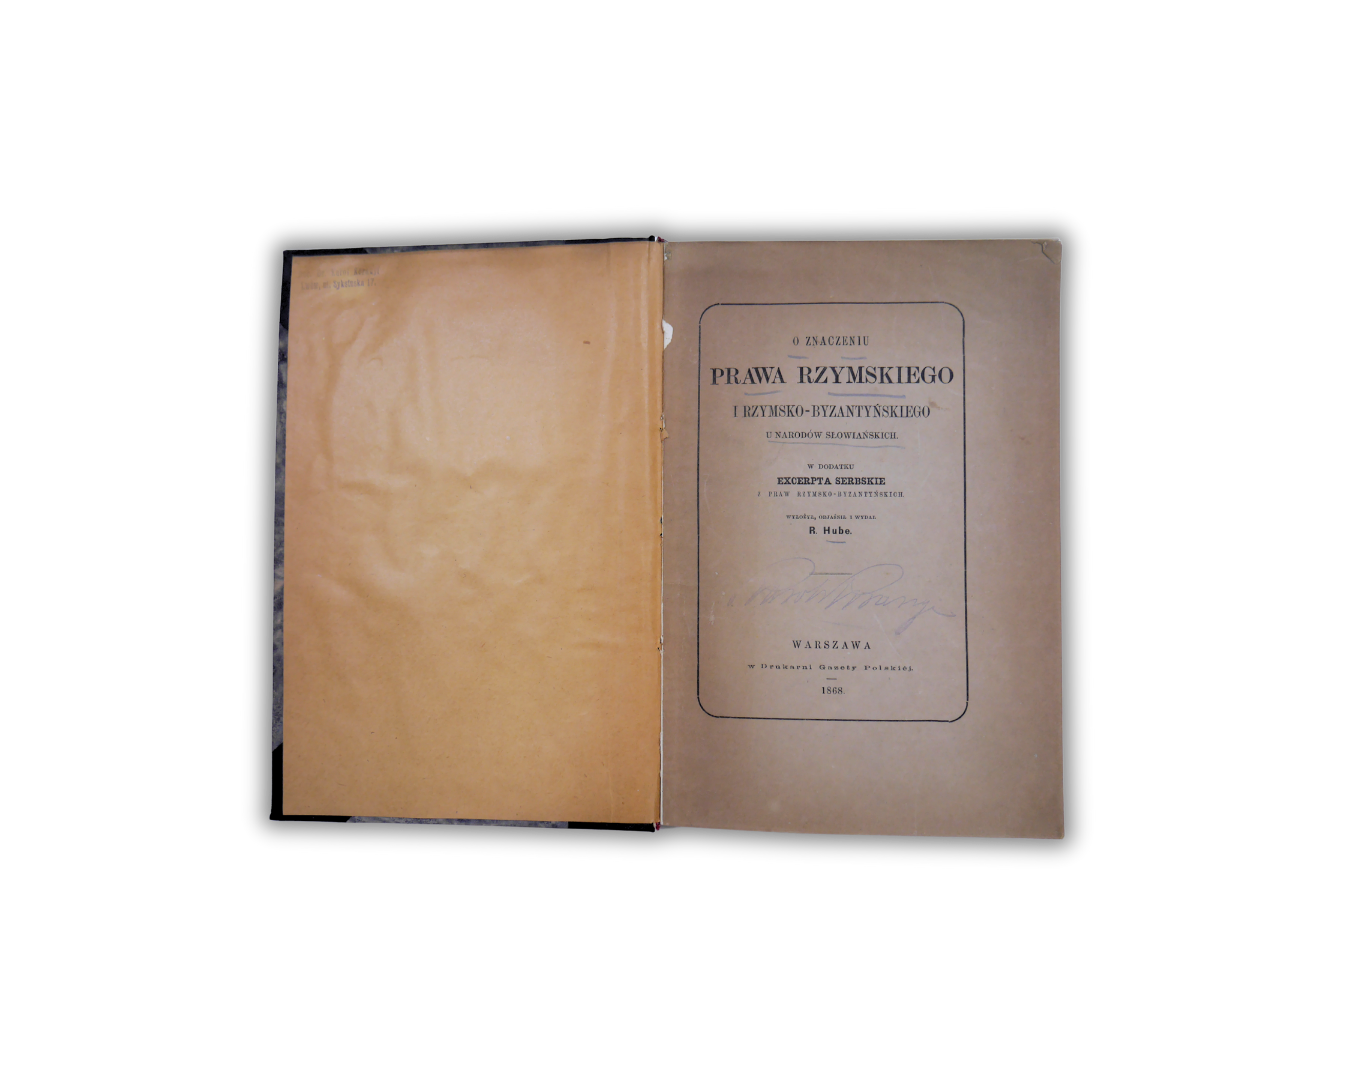 O ZNACZENIU
PRAWA RZYMSKIEGO
I RZYMSKO-BYZANTYŃSKIEGO
U NARODÓW SŁOWIAŃSKICH.
W DODATKU
EXCERPTA SERBSKIE
Z PRAW RZYMSKO-BYZANTYŃSKICH.
WYŁOŻYŁ, OBJAŚNIŁ I WYDAŁ
R. Hube.
WARSZAWA
w Drukarni Gazety Polskiéj.
1868.